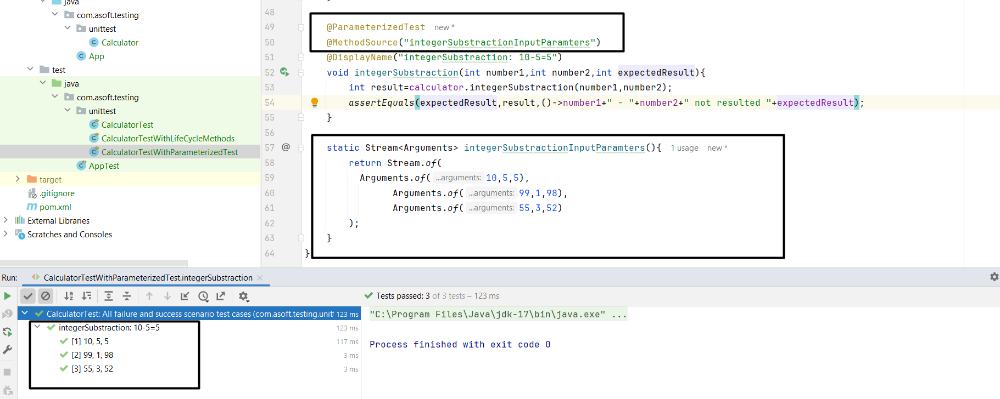 java
com.asoft.testing
unittest
Calculator
App
test
java
com.asoft.testing
unittest
CalculatorTest
CalculatorTestWithLifeCycleMethods
CalculatorTestWithParameterizedTest
AppTest
target
.gitignore
pom.xml
External Libraries
Scratches and Consoles
48
49 @ParameterizedTest new *
50 @MethodSource("integerSubstractionInputParamters")
51 @DisplayName("integerSubstraction: 10-5=5")
52 void integerSubstraction(int number1,int number2,int expectedResult){
53 int result=calculator.integerSubstraction(number1,number2);
54 assertEquals(expectedResult,result,()->number1+" - "+number2+" not resulted "+expectedResult);
55 }
56
57 @ static Stream<Arguments> integerSubstractionInputParamters(){ 1 usage new *
58 return Stream.of(
59 Arguments.of( ...arguments: 10,5,5),
60 Arguments.of( ...arguments: 99,1,98),
61 Arguments.of( ...arguments: 55,3,52)
62 );
63 }
64 }
Run: CalculatorTestWithParameterizedTest.integerSubstraction
Tests passed: 3 of 3 tests – 123 ms
CalculatorTest: All failure and success scenario test cases (com.asoft.testing.unit 123 ms
integerSubstraction: 10-5=5 123 ms
[1] 10, 5, 5 117 ms
[2] 99, 1, 98 3 ms
[3] 55, 3, 52 3 ms
"C:\Program Files\Java\jdk-17\bin\java.exe" ...
Process finished with exit code 0